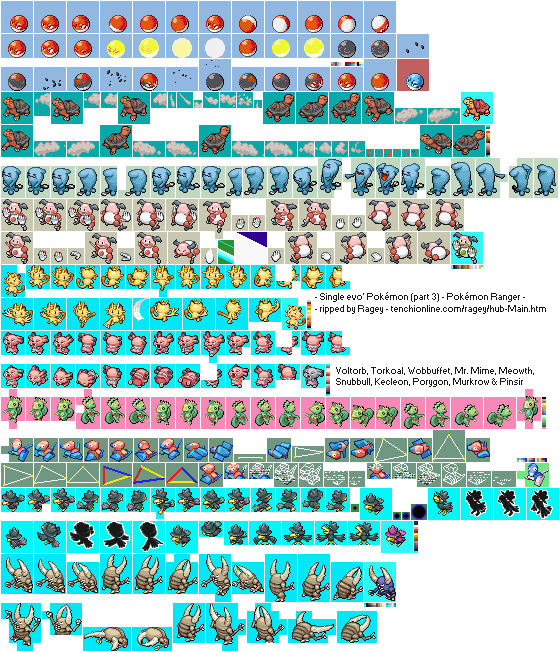 - Single evo' Pokémon (part 3) - Pokémon Ranger -
- ripped by Ragey - tenchionline.com/ragey/hub-Main.htm
Voltorb, Torkoal, Wobbuffet, Mr. Mime, Meowth,
Snubbull, Kecleon, Porygon, Murkrow & Pinsir